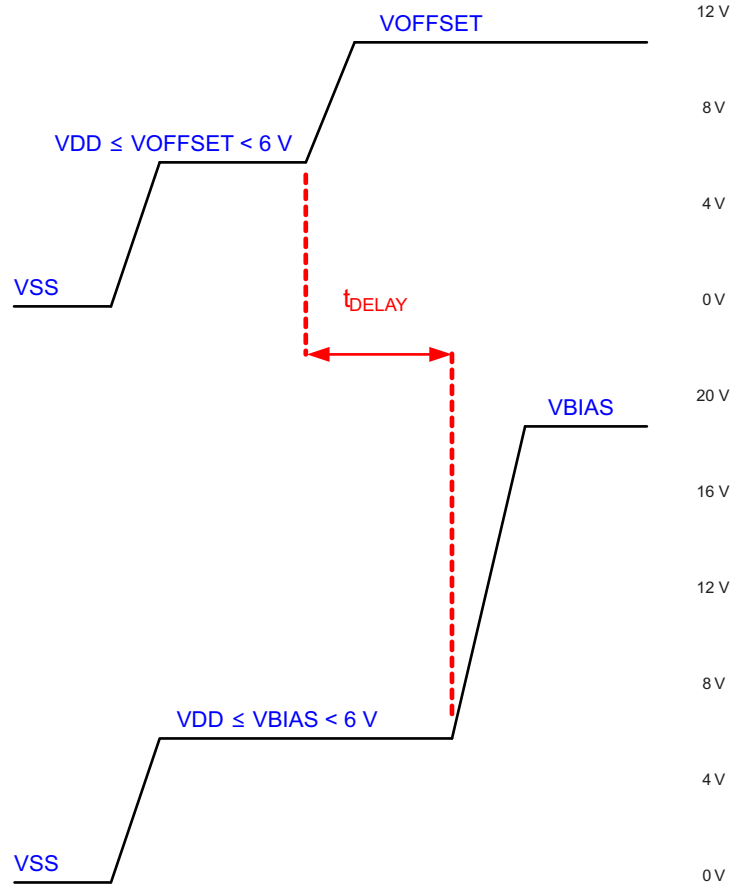 12 V
VOFFSET
8 V
VDD ≤ VOFFSET < 6 V
4 V
VSS
0 V
tDELAY
20 V
VBIAS
16 V
12 V
8 V
VDD ≤ VBIAS < 6 V
4 V
VSS
0 V